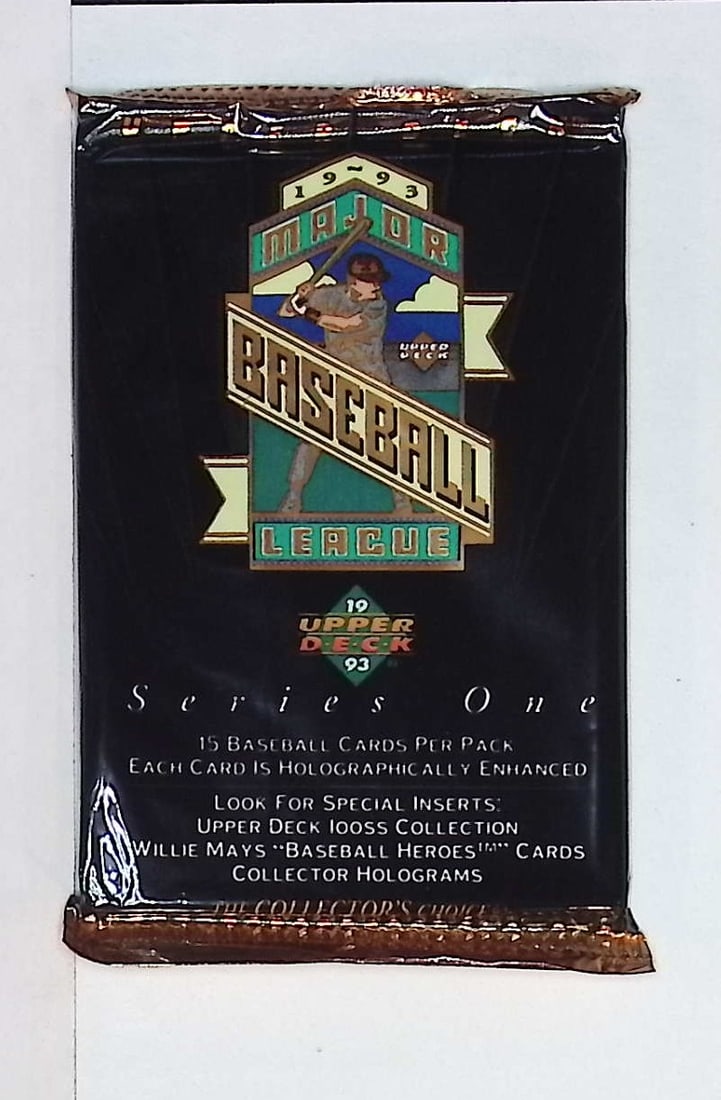 19~93
MAJOR
UPPER
DECK
BASEBALL
LEAGUE
19
UPPER
DECK
93
Series One
15 BASEBALL CARDS PER PACK
EACH CARD IS HOLOGRAPHICALLY ENHANCED
LOOK FOR SPECIAL INSERTS:
UPPER DECK IOOSS COLLECTION
WILLIE MAYS "BASEBALL HEROES™" CARDS
COLLECTOR HOLOGRAMS
THE COLLECTOR'S CHOICE